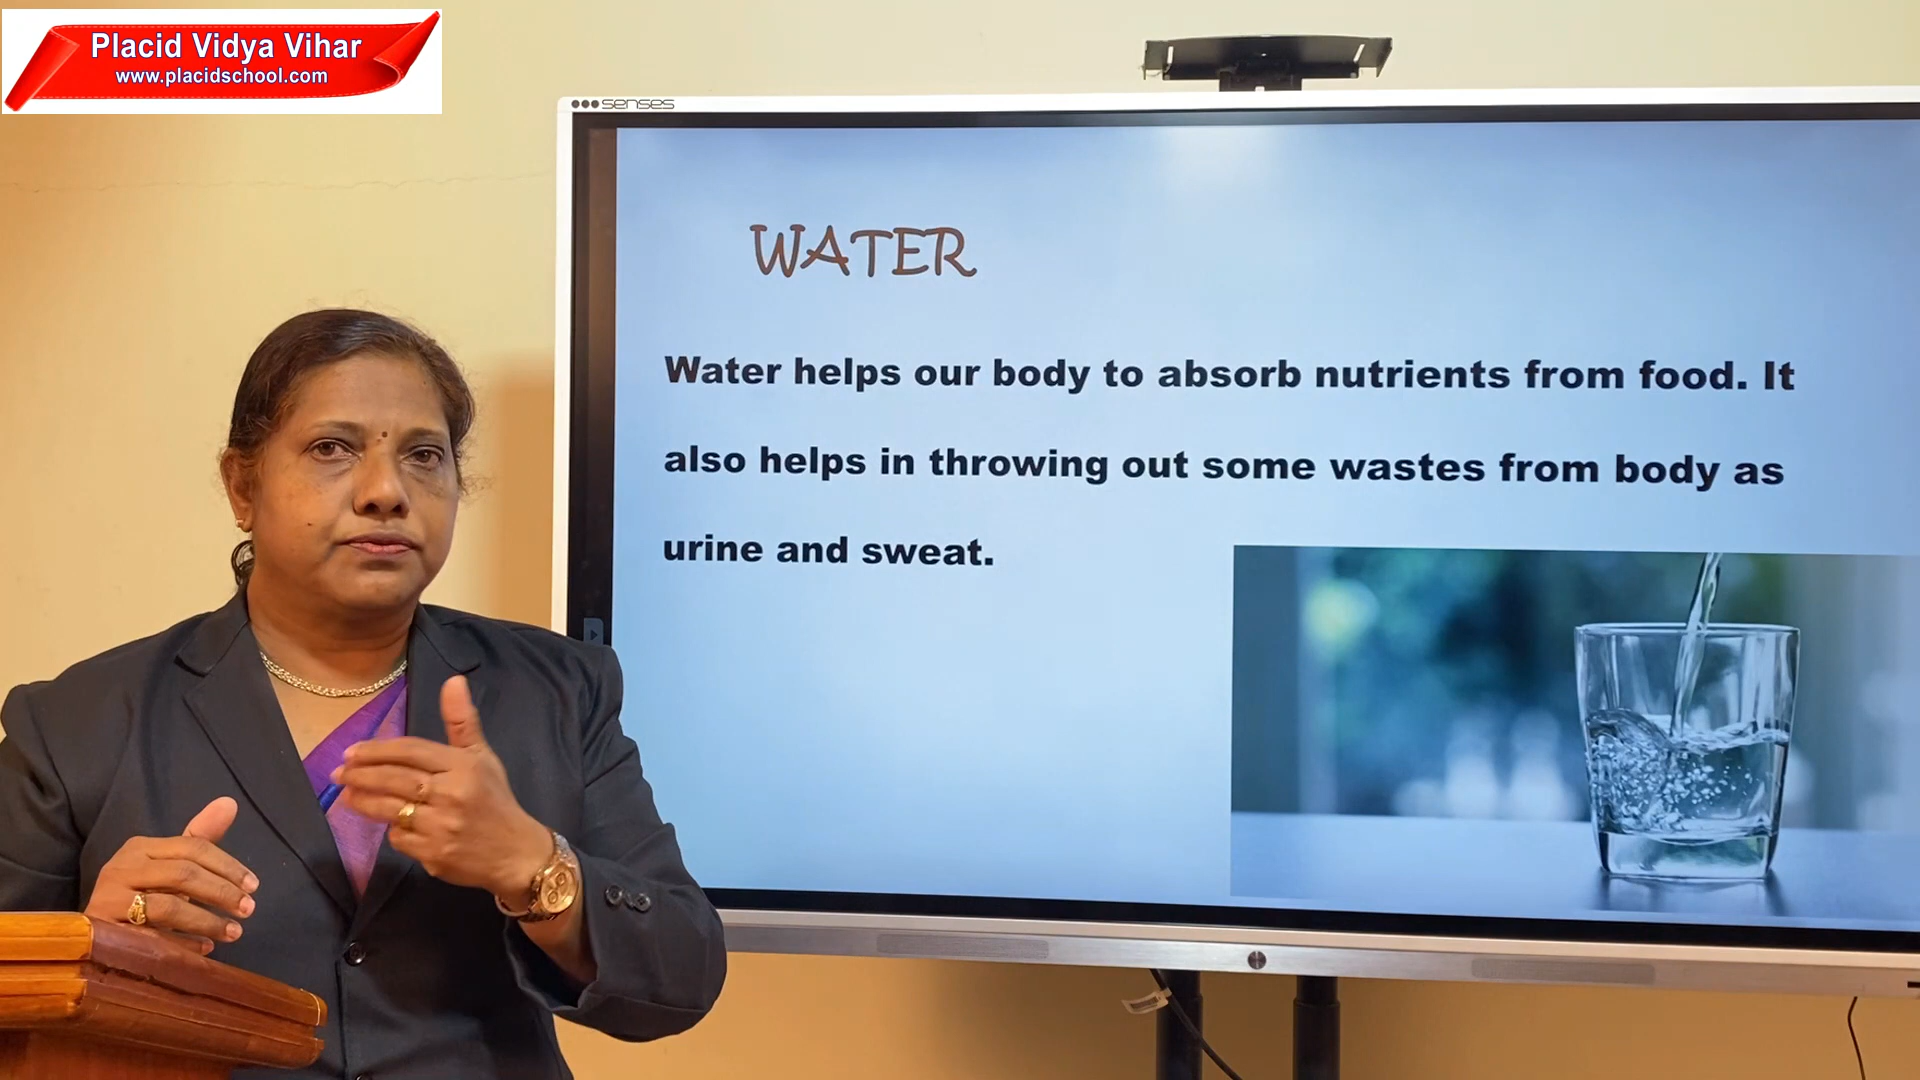 Placid Vidya Vihar
www.placidschool.com
senses
WATER
Water helps our body to absorb nutrients from food. It
also helps in throwing out some wastes from body as
urine and sweat.